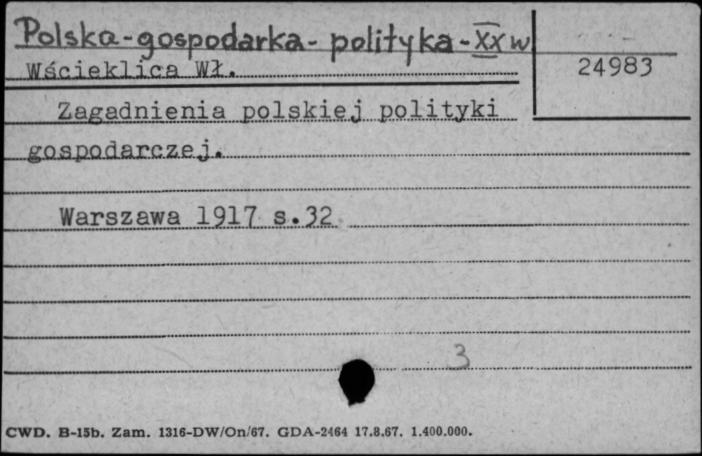 Polska-gospodarka-polityka-XX w
Wścieklica Wł.
24983
Zagadnienia polskiej polityki
gospodarczej.
Warszawa 1917 s.32
3
CWD. B-15b. Zam. 1316-DW/On/67. GDA-2464 17.8.67. 1.400.000.